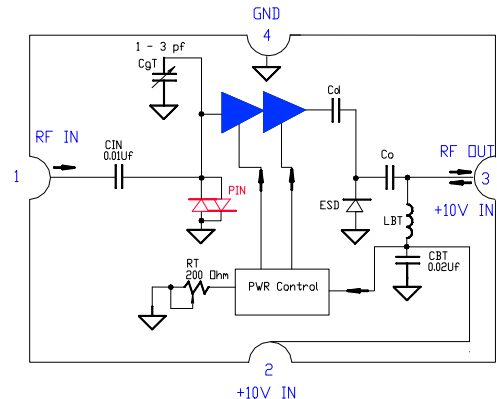 GND
4
1 - 3 pf
CgT
RF IN
CIN
0.01Uf
Cd
RF OUT
Co
1
PIN
3
ESD
LBT
+10V IN
CBT
0.02Uf
RT
200 Ohm
PWR Control
2
+10V IN